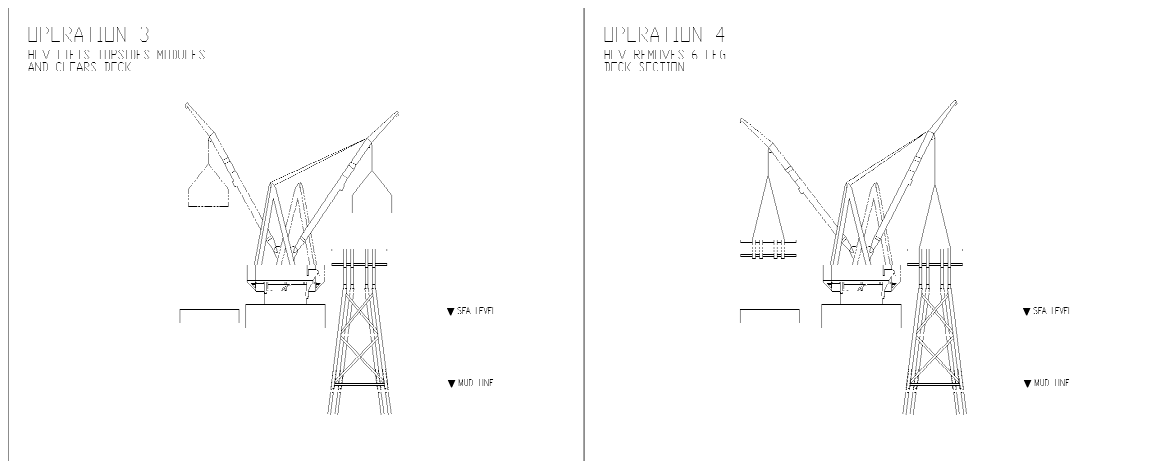 OPERATION 3
HLV LIFTS TOPSIDES MODULES
AND CLEARS DECK
SEA LEVEL
MUD LINE
OPERATION 4
HLV REMOVES 6 LEG
DECK SECTION
SEA LEVEL
MUD LINE